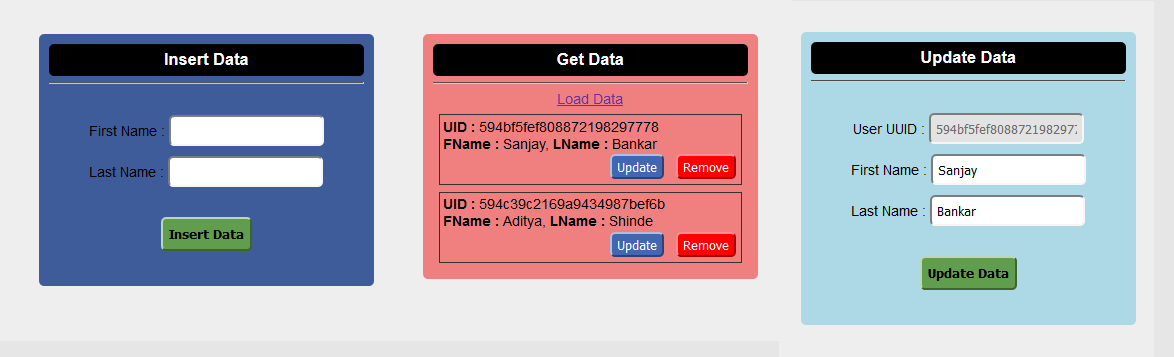 Insert Data
First Name :
Last Name :
Insert Data
Get Data
Load Data
UID : 594bf5fef808872198297778
FName : Sanjay, LName : Bankar
Update Remove
UID : 594c39c2169a9434987bef6b
FName : Aditya, LName : Shinde
Update Remove
Update Data
User UUID : 594bf5fef80887219829777
First Name : Sanjay
Last Name : Bankar
Update Data